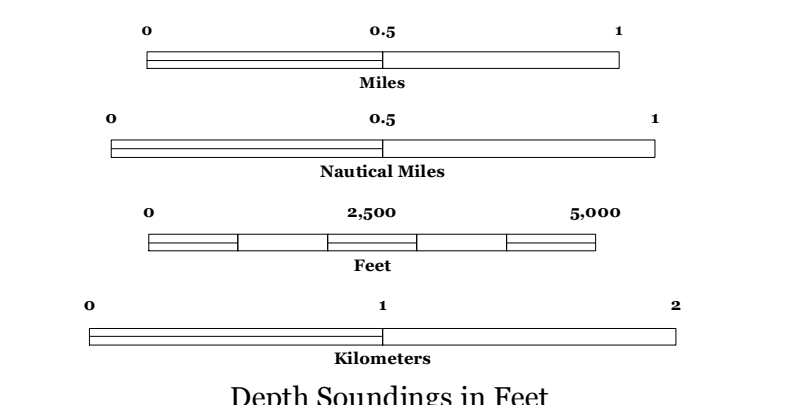 0 0.5 1
Miles
0 0.5 1
Nautical Miles
0 2,500 5,000
Feet
0 1 2
Kilometers
Depth Soundings in Feet